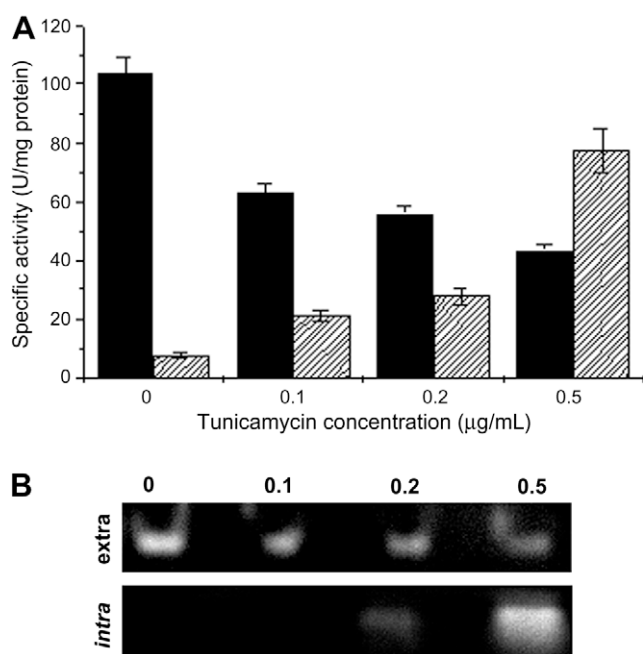 A
Specific activity (U/mg protein)
120
100
80
60
40
20
0
0 0.1 0.2 0.5
Tunicamycin concentration (μg/mL)
B
0 0.1 0.2 0.5
extra
intra